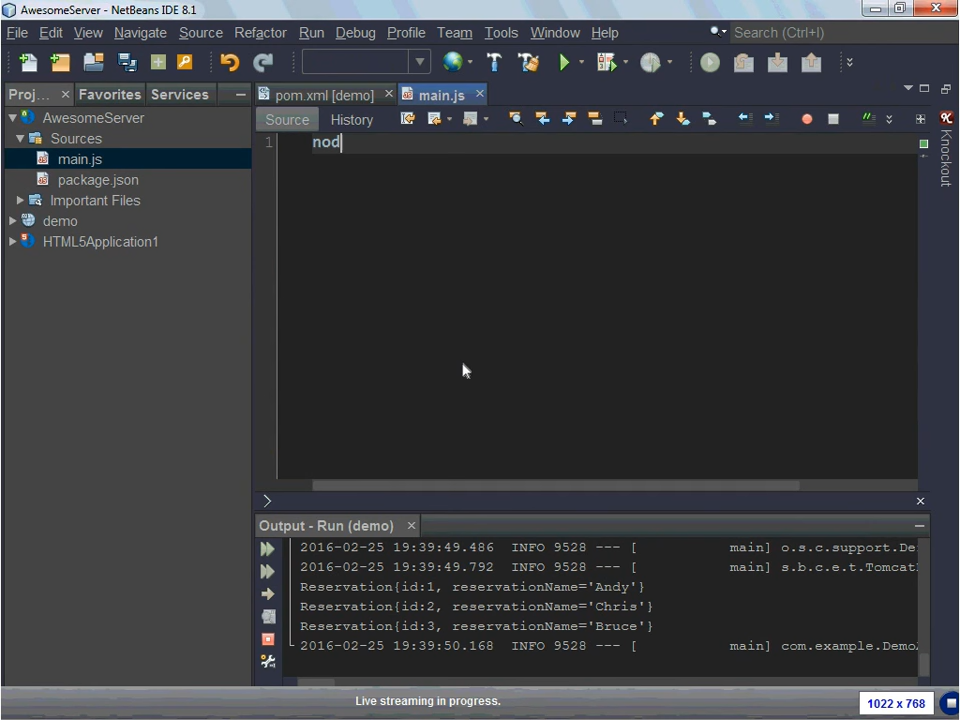 AwesomeServer - NetBeans IDE 8.1
File Edit View Navigate Source Refactor Run Debug Profile Team Tools Window Help Search (Ctrl+I)
Proj... Favorites Services
pom.xml [demo] main.js
Source History
AwesomeServer
Sources
main.js
package.json
Important Files
demo
HTML5Application1
1 nod
Knockout
Output - Run (demo)
2016-02-25 19:39:49.486 INFO 9528 --- [ main] o.s.c.support.De
2016-02-25 19:39:49.792 INFO 9528 --- [ main] s.b.c.e.t.Tomcat
Reservation{id:1, reservationName='Andy'}
Reservation{id:2, reservationName='Chris'}
Reservation{id:3, reservationName='Bruce'}
2016-02-25 19:39:50.168 INFO 9528 --- [ main] com.example.Demo
Live streaming in progress.
1022 x 768